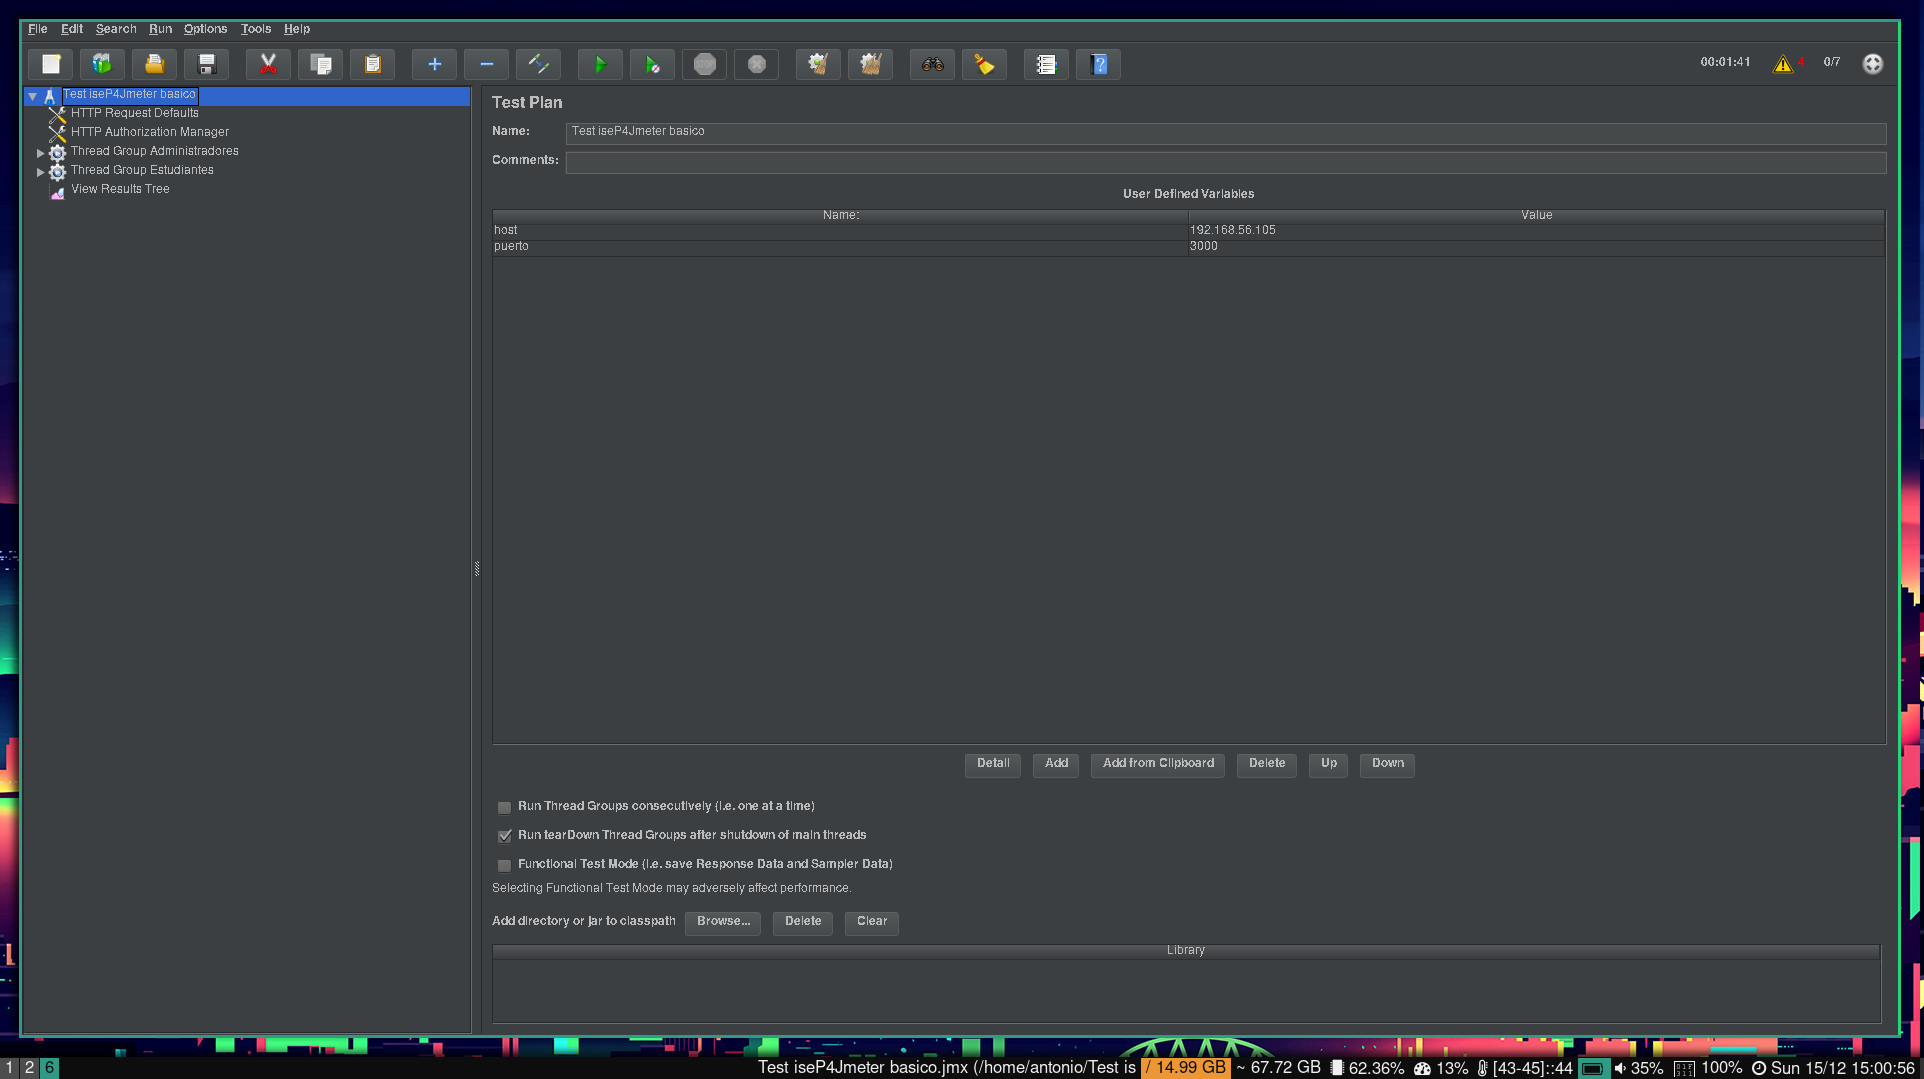 File Edit Search Run Options Tools Help
STOP
00:01:41 4 0/7
Test iseP4Jmeter basico
HTTP Request Defaults
HTTP Authorization Manager
Thread Group Administradores
Thread Group Estudiantes
View Results Tree
Test Plan
Name: Test iseP4Jmeter basico
Comments:
User Defined Variables
Name: Value
host 192.168.56.105
puerto 3000
Detail Add Add from Clipboard Delete Up Down
Run Thread Groups consecutively (i.e. one at a time)
Run tearDown Thread Groups after shutdown of main threads
Functional Test Mode (i.e. save Response Data and Sampler Data)
Selecting Functional Test Mode may adversely affect performance.
Add directory or jar to classpath Browse... Delete Clear
Library
1 2 6 Test iseP4Jmeter basico.jmx (/home/antonio/Test is / 14.99 GB ~ 67.72 GB 62.36% 13% [43-45]::44 35% 100% Sun 15/12 15:00:56